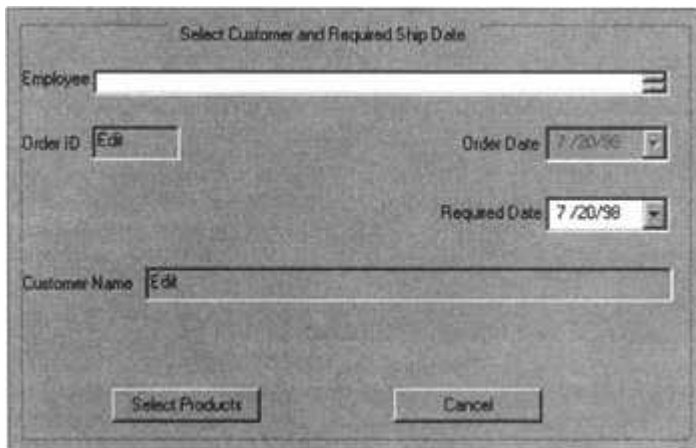 Select Customer and Required Ship Date
Employee
Order ID Edit Order Date 7/20/98
Required Date 7/20/98
Customer Name Edit
Select Products Cancel